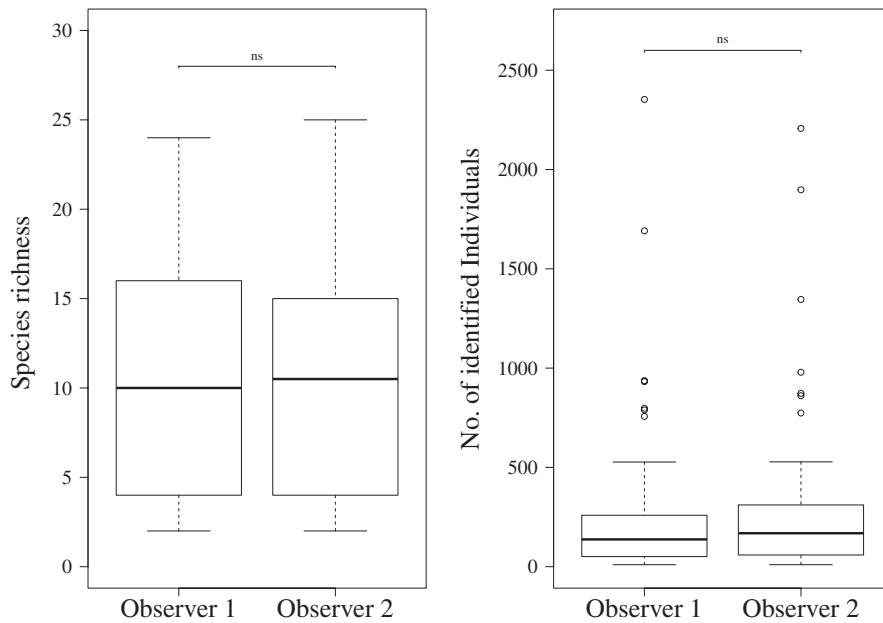 Species richness
30
25
20
15
10
5
0
ns
Observer 1 Observer 2
No. of identified Individuals
2500
2000
1500
1000
500
0
ns
Observer 1 Observer 2